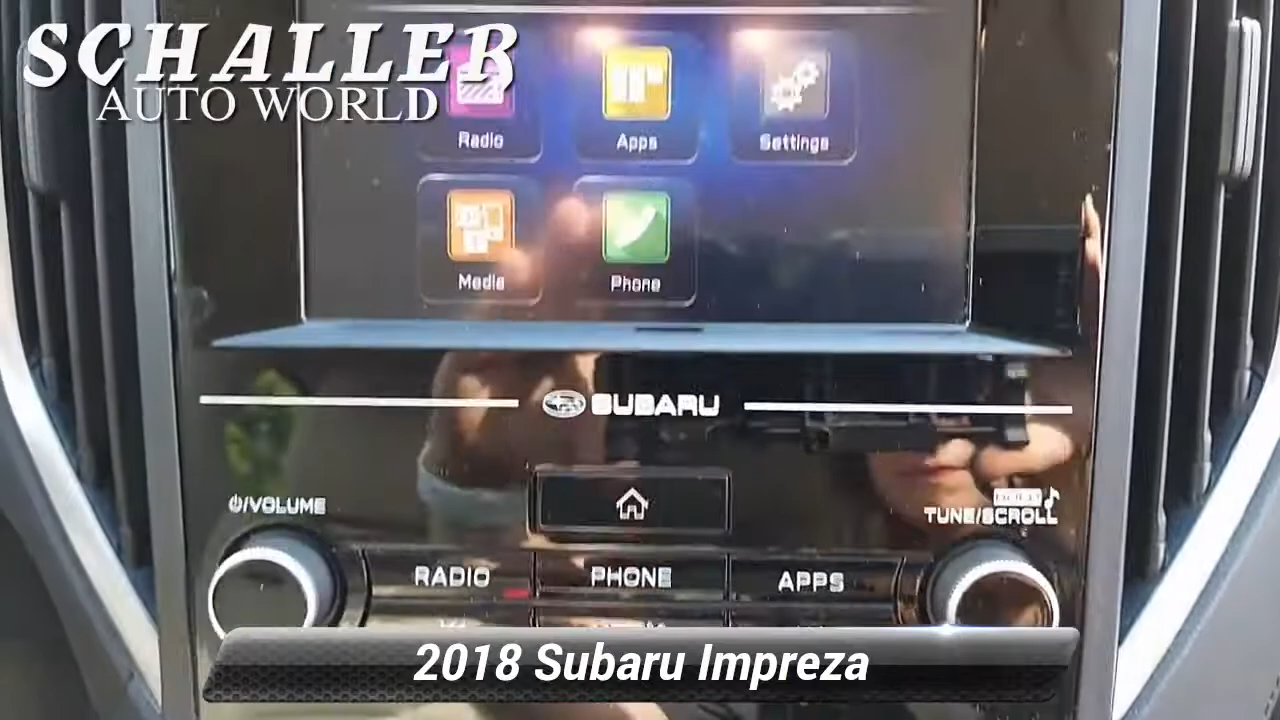 SCHALLER
AUTO WORLD
Radio
Apps
Settings
Media
Phone
SUBARU
/VOLUME
TUNE/SCROLL
RADIO
PHONE
APPS
2018 Subaru Impreza